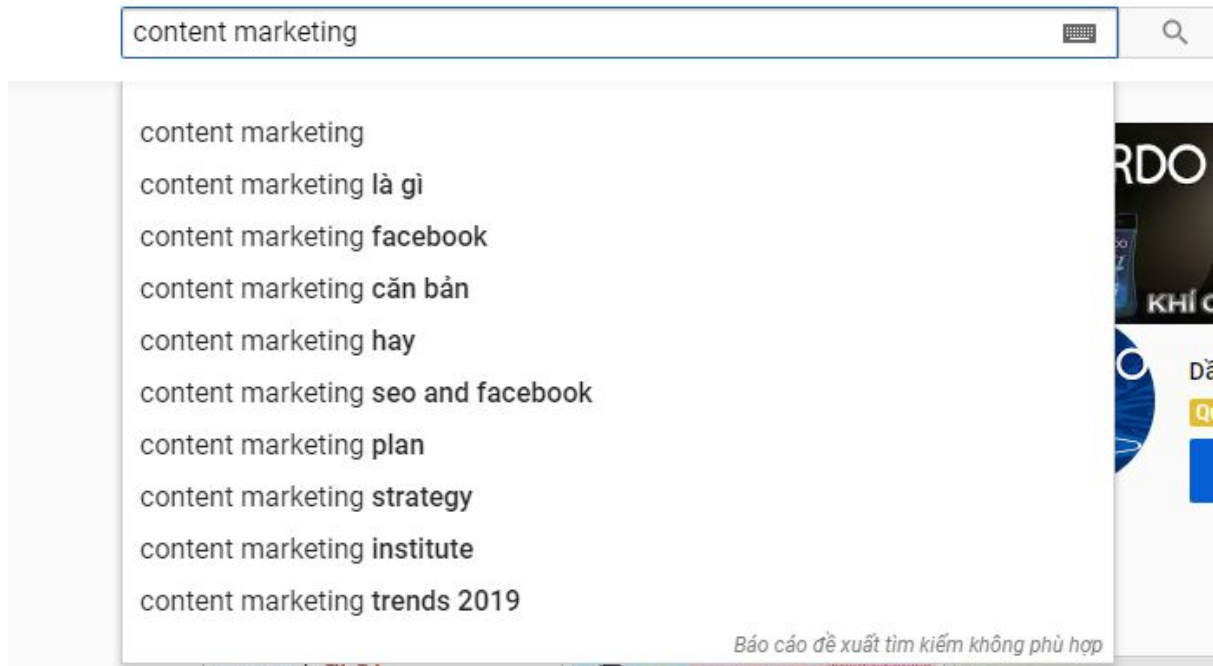 content marketing
content marketing
content marketing là gì
content marketing facebook
content marketing căn bản
content marketing hay
content marketing seo and facebook
content marketing plan
content marketing strategy
content marketing institute
content marketing trends 2019
Báo cáo đề xuất tìm kiếm không phù hợp
RDO
KHÍ